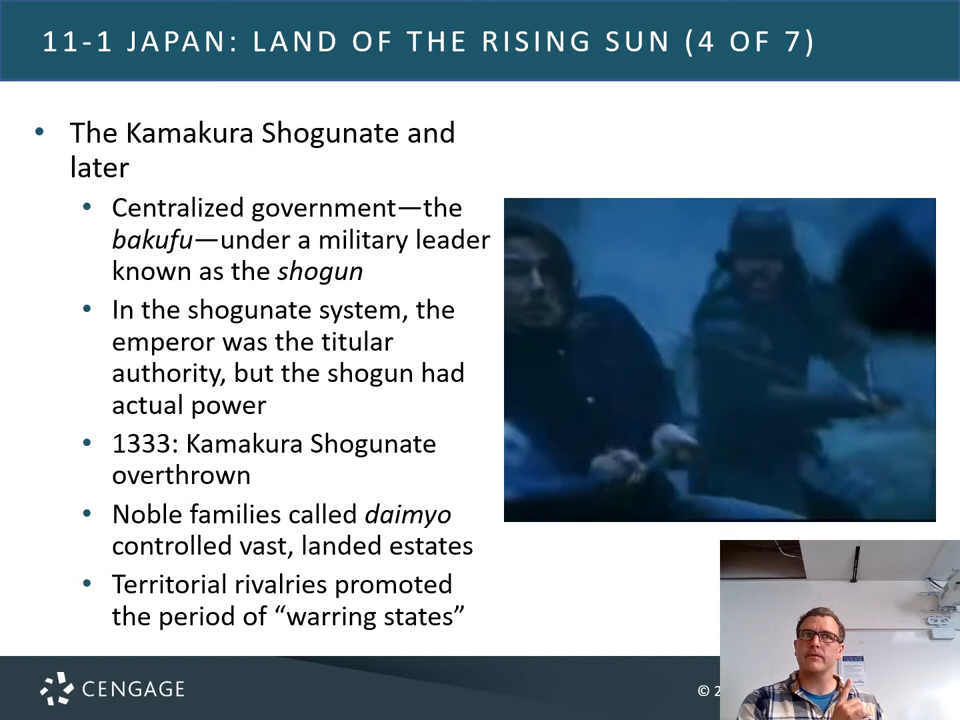 11-1 JAPAN: LAND OF THE RISING SUN (4 OF 7)
• The Kamakura Shogunate and
later
• Centralized government—the
bakufu—under a military leader
known as the shogun
• In the shogunate system, the
emperor was the titular
authority, but the shogun had
actual power
• 1333: Kamakura Shogunate
overthrown
• Noble families called daimyo
controlled vast, landed estates
• Territorial rivalries promoted
the period of “warring states”
CENGAGE
© 2